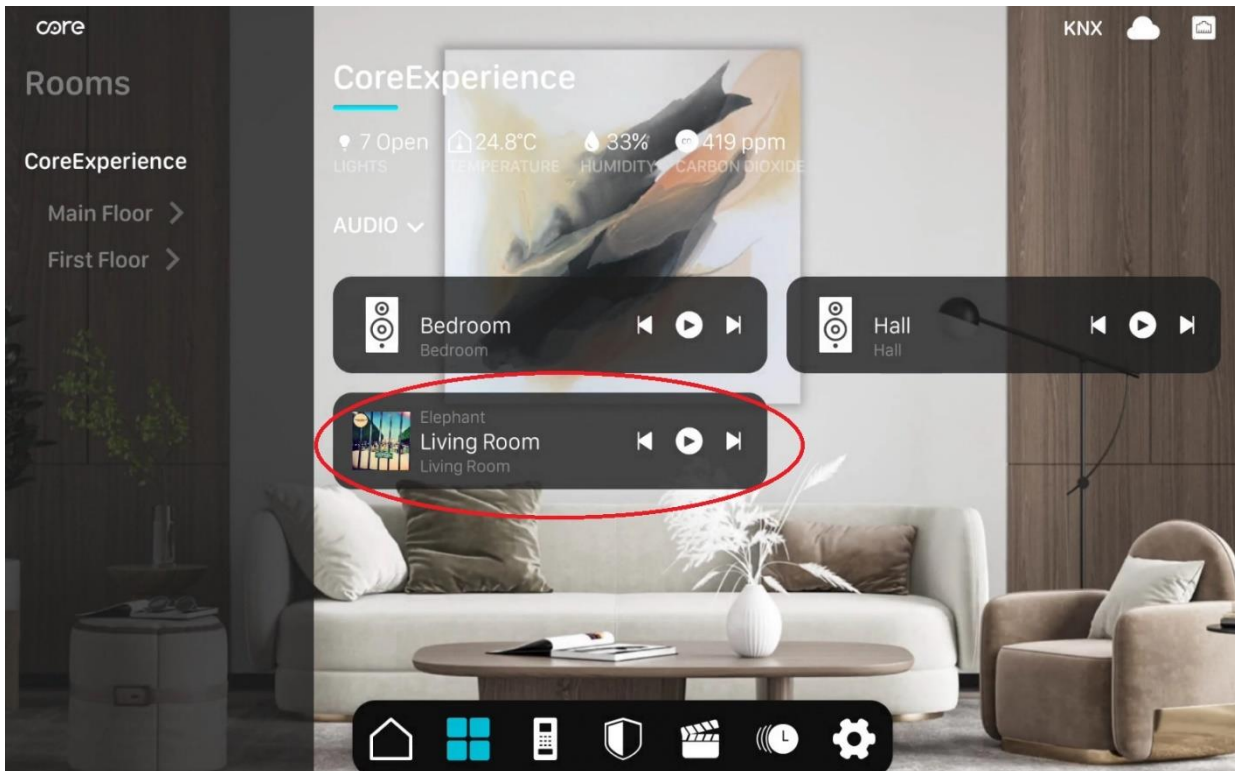 core
KNX
Rooms
CoreExperience
Main Floor
First Floor
CoreExperience
7 Open 24.8°C 33% 419 ppm
LIGHTS TEMPERATURE HUMIDITY CARBON DIOXIDE
AUDIO
Bedroom
Bedroom
Hall
Hall
Elephant
Living Room
Living Room